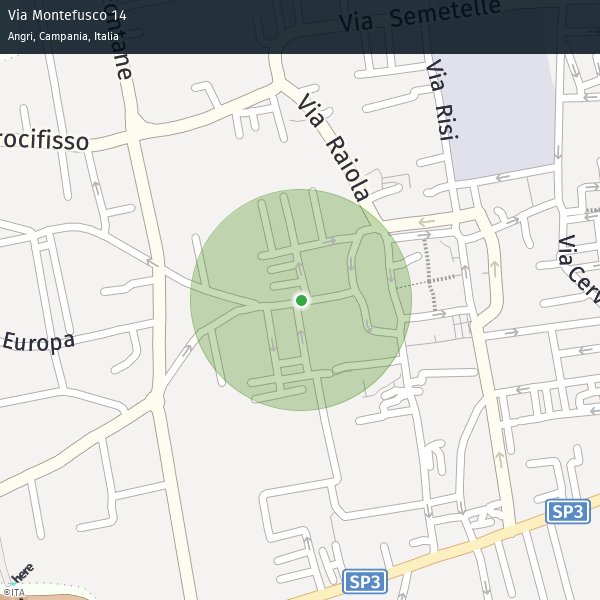 Via Montefusco 14
Angri, Campania, Italia
Via Semetelle
ontane
Via Risi
rocifisso
Via Raiola
Via Cerv
Europa
SP3
SP3
here
©ITA